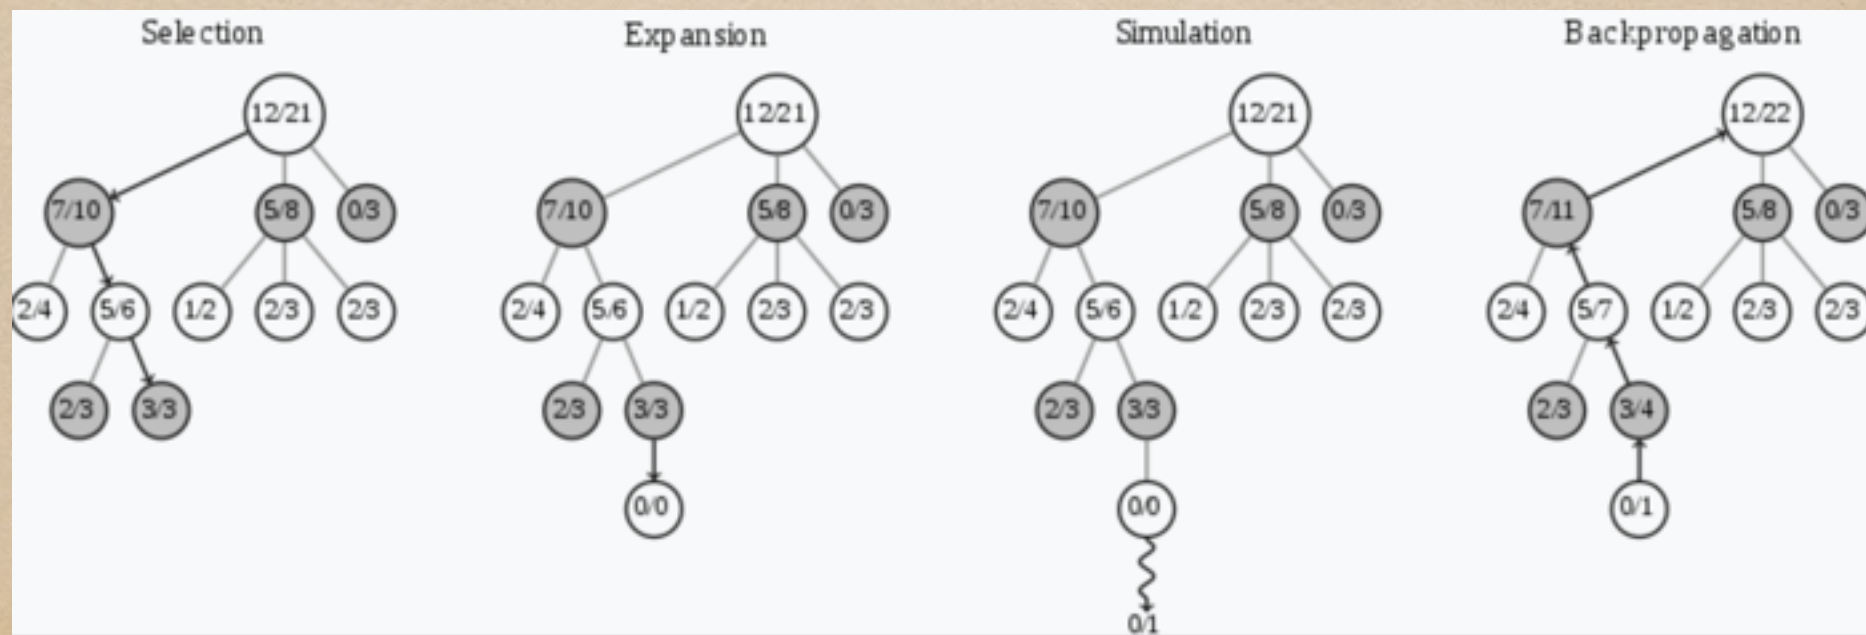 Selection Expansion Simulation Backpropagation
12/21 12/21 12/21 12/22
7/10 5/8 0/3 7/10 5/8 0/3 7/10 5/8 0/3 7/11 5/8 0/3
2/4 5/6 1/2 2/3 2/3 2/4 5/6 1/2 2/3 2/3 2/4 5/6 1/2 2/3 2/3 2/4 5/7 1/2 2/3 2/3
2/3 3/3 2/3 3/3 2/3 3/3 2/3 3/4
0/0 0/0 0/1
0/1